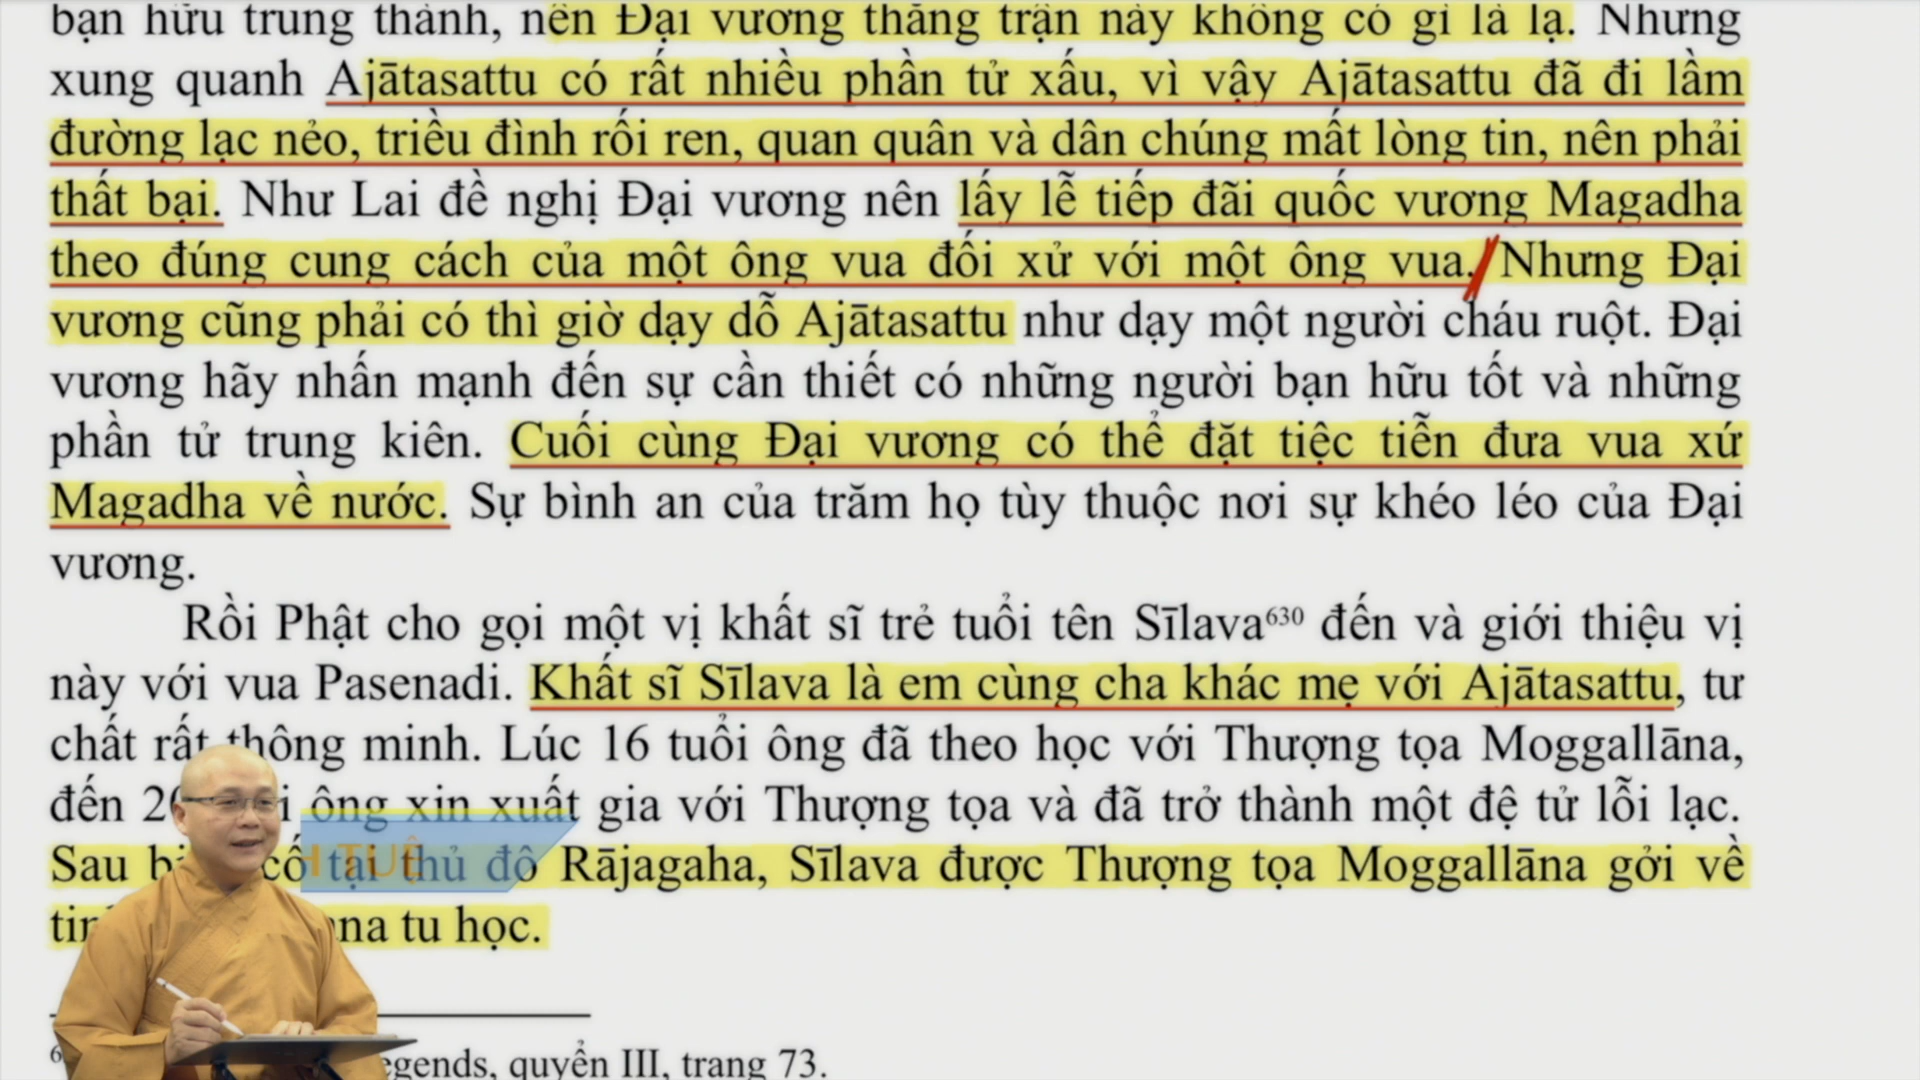 bạn hữu trung thành, nên Đại vương thắng trận này không có gì là lạ. Nhưng
xung quanh Ajātasattu có rất nhiều phần tử xấu, vì vậy Ajātasattu đã đi lầm
đường lạc nẻo, triều đình rối ren, quan quân và dân chúng mất lòng tin, nên phải
thất bại. Như Lai đề nghị Đại vương nên lấy lễ tiếp đãi quốc vương Magadha
theo đúng cung cách của một ông vua đối xử với một ông vua. Nhưng Đại
vương cũng phải có thì giờ dạy dỗ Ajātasattu như dạy một người cháu ruột. Đại
vương hãy nhấn mạnh đến sự cần thiết có những người bạn hữu tốt và những
phần tử trung kiên. Cuối cùng Đại vương có thể đặt tiệc tiễn đưa vua xứ
Magadha về nước. Sự bình an của trăm họ tùy thuộc nơi sự khéo léo của Đại
vương.
Rồi Phật cho gọi một vị khất sĩ trẻ tuổi tên Sīlava630 đến và giới thiệu vị
này với vua Pasenadi. Khất sĩ Sīlava là em cùng cha khác mẹ với Ajātasattu, tư
chất rất thông minh. Lúc 16 tuổi ông đã theo học với Thượng tọa Moggallāna,
đến ông xin xuất gia với Thượng tọa và đã trở thành một đệ tử lỗi lạc.
Sau cố tại thủ đô Rājagaha, Sīlava được Thượng tọa Moggallāna gởi về
tu học.
H TUỆ
quyển III, trang 73.